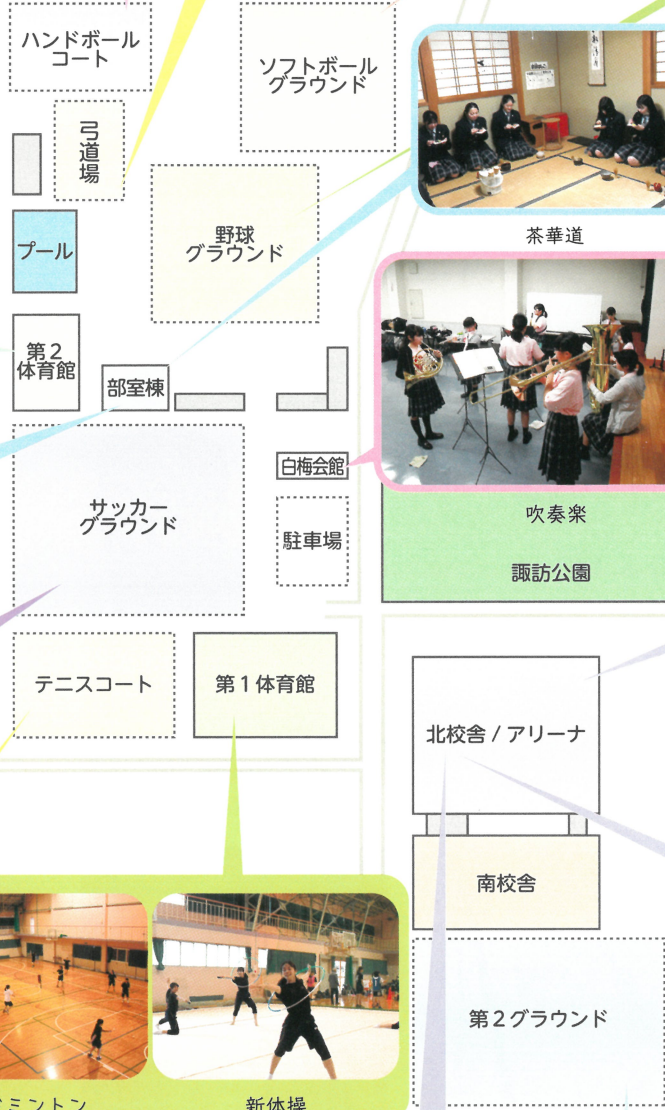 ハンドボール
コート
ソフトボール
グラウンド
弓道場
野球
グラウンド
茶華道
プール
第2
体育館
部室棟
白梅会館
サッカー
グラウンド
吹奏楽
駐車場
諏訪公園
テニスコート
第1体育館
北校舎 / アリーナ
南校舎
第2グラウンド
ミントン
新体操